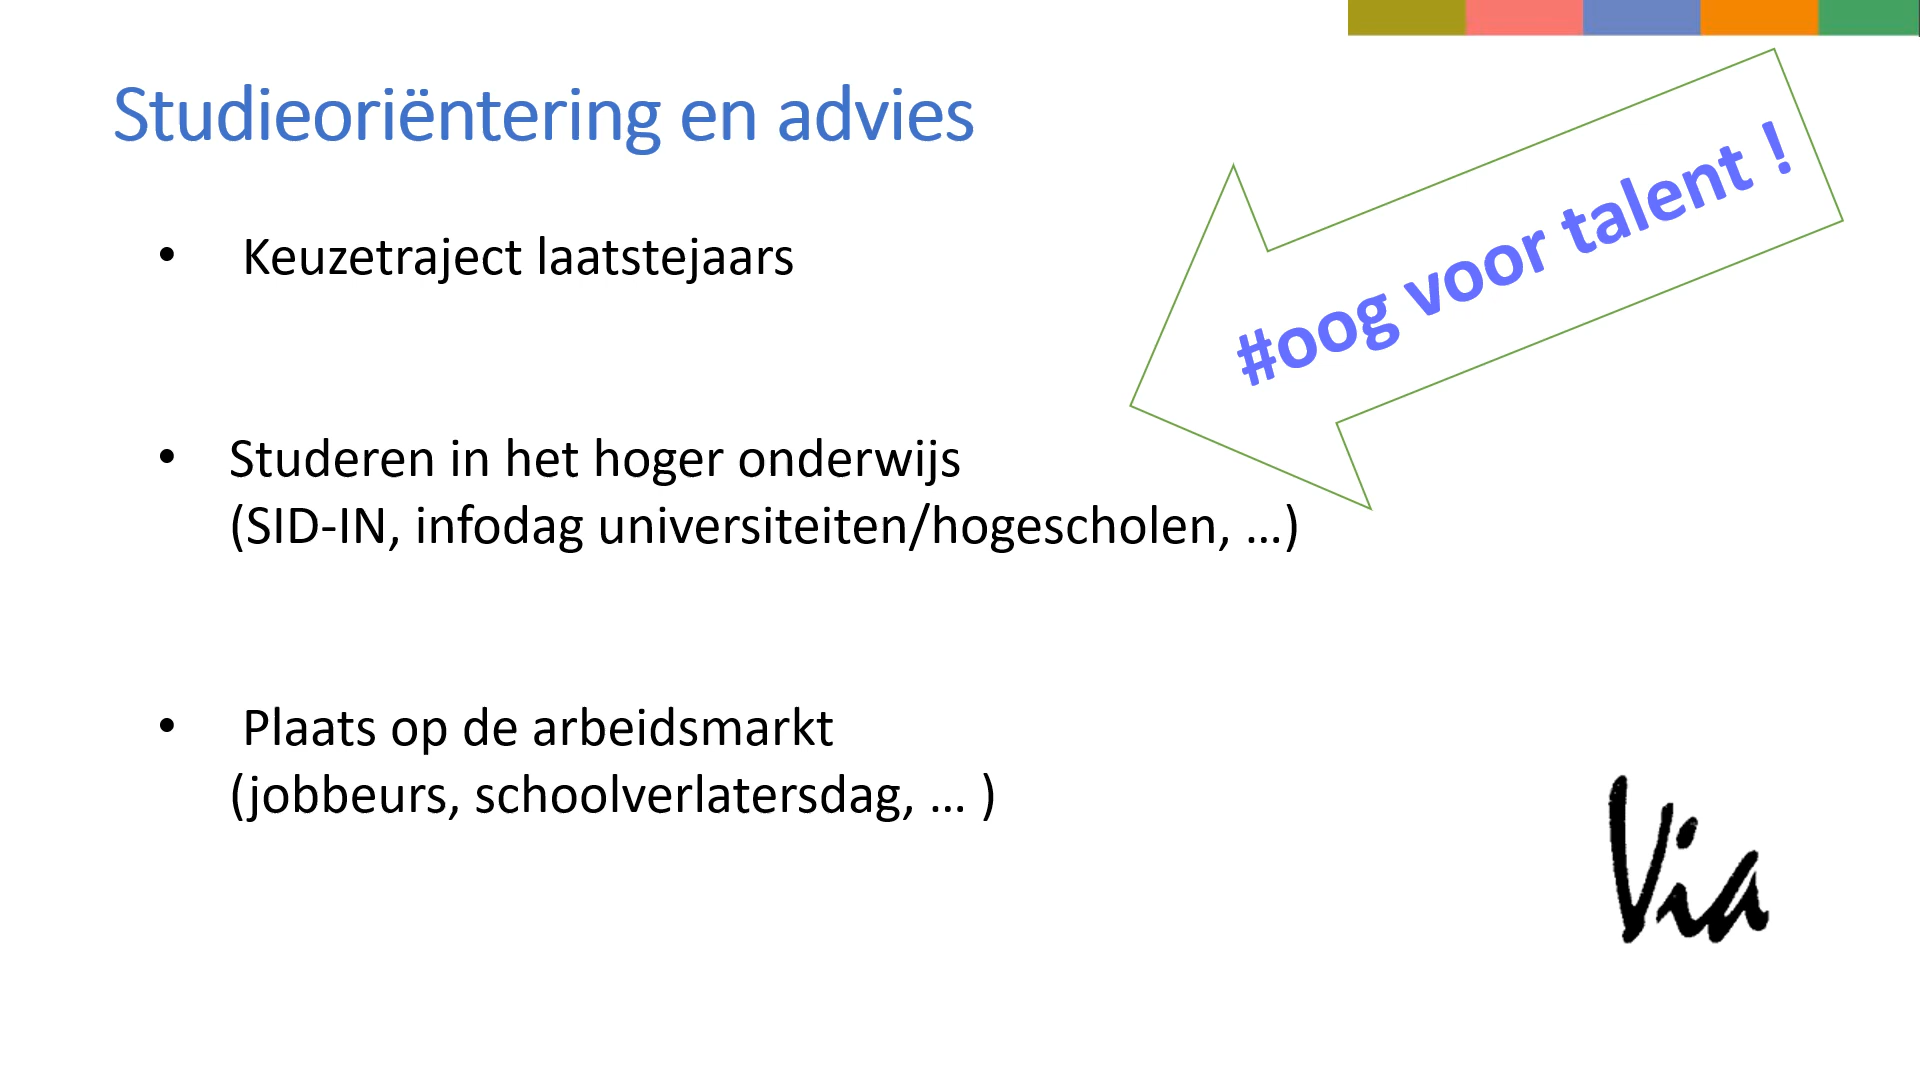 Studieoriëntering en advies
#oog voor talent !
• Keuzetraject laatstejaars
• Studeren in het hoger onderwijs
(SID-IN, infodag universiteiten/hogescholen, ...)
• Plaats op de arbeidsmarkt
(jobbeurs, schoolverlatersdag, ... )
Via